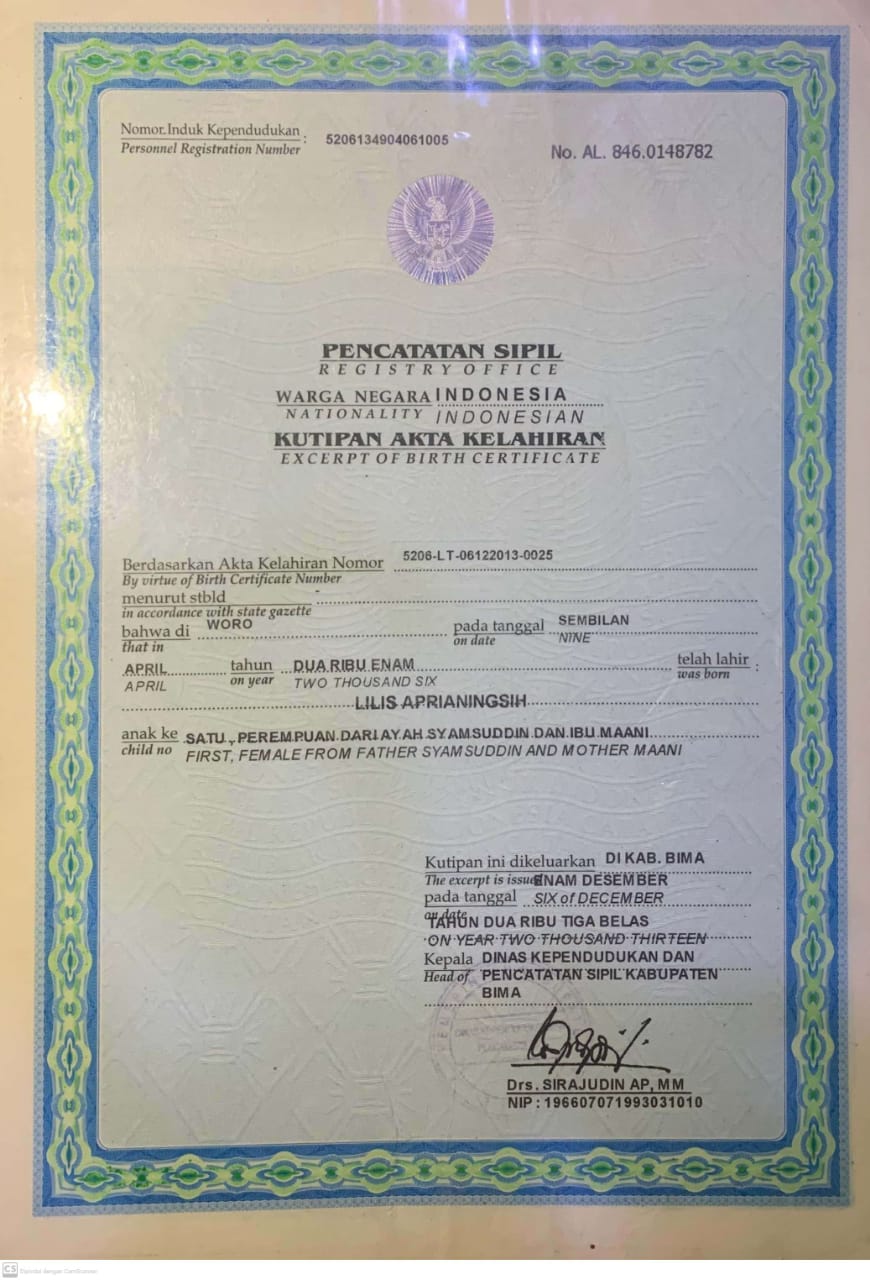 Nomor Induk Kependudukan : 5206134904061005
Personnel Registration Number
No. AL. 846.0148782
PENCATATAN SIPIL
REGISTRY OFFICE
WARGA NEGARA INDONESIA
NATIONALITY INDONESIAN
KUTIPAN AKTA KELAHIRAN
EXCERPT OF BIRTH CERTIFICATE
Berdasarkan Akta Kelahiran Nomor 5206-LT-06122013-0025
By virtue of Birth Certificate Number
menurut stbld
in accordance with state gazette
bahwa di WORO pada tanggal SEMBILAN
that in on date NINE
APRIL tahun DUA RIBU ENAM telah lahir :
APRIL on year TWO THOUSAND SIX was born
LILIS APRIANINGSIH
anak ke SATU, PEREMPUAN DARI AYAH SYAMSUDDIN DAN IBU MAANI
child no FIRST, FEMALE FROM FATHER SYAMSUDDIN AND MOTHER MAANI
Kutipan ini dikeluarkan DI KAB. BIMA
The excerpt is issued ENAM DESEMBER
pada tanggal SIX of DECEMBER
on date
TAHUN DUA RIBU TIGA BELAS
ON YEAR TWO THOUSAND THIRTEEN
Kepala DINAS KEPENDUDUKAN DAN
Head of PENCATATAN SIPIL KABUPATEN
BIMA
Drs. SIRAJUDIN AP, MM
NIP : 196607071993031010
CS Dipindai dengan CamScanner